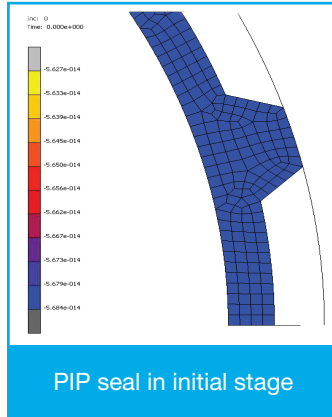 Inc: 0
Time: 0.000e+000
-5.627e-014
-5.633e-014
-5.639e-014
-5.645e-014
-5.650e-014
-5.656e-014
-5.662e-014
-5.667e-014
-5.673e-014
-5.679e-014
-5.684e-014
PIP seal in initial stage